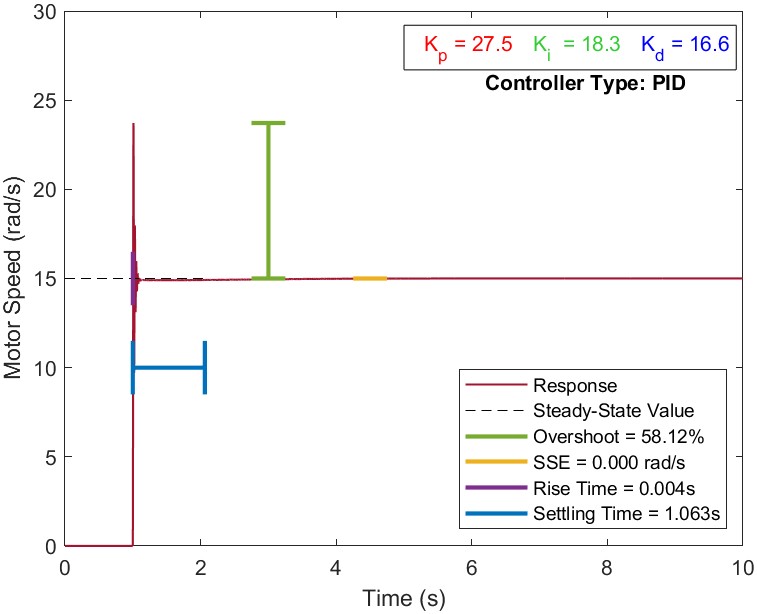 30
25
20
15
10
5
0
Motor Speed (rad/s)
Kp = 27.5 Ki = 18.3 Kd = 16.6
Controller Type: PID
Response
Steady-State Value
Overshoot = 58.12%
SSE = 0.000 rad/s
Rise Time = 0.004s
Settling Time = 1.063s
0 2 4 6 8 10
Time (s)